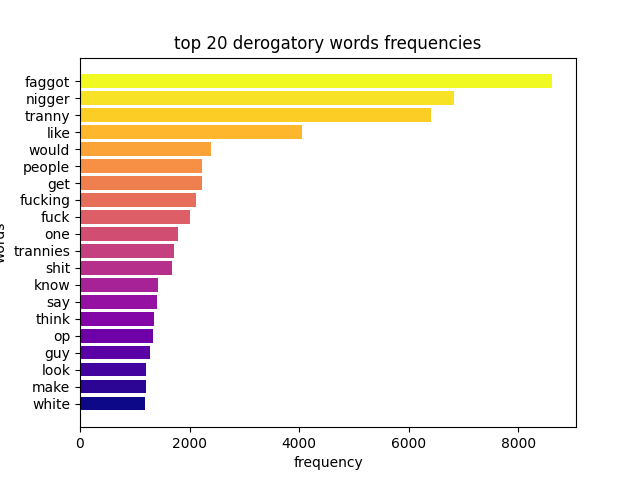 top 20 derogatory words frequencies
faggot
nigger
tranny
like
would
people
get
fucking
fuck
one
trannies
shit
know
say
think
op
guy
look
make
white
words
0 2000 4000 6000 8000
frequency